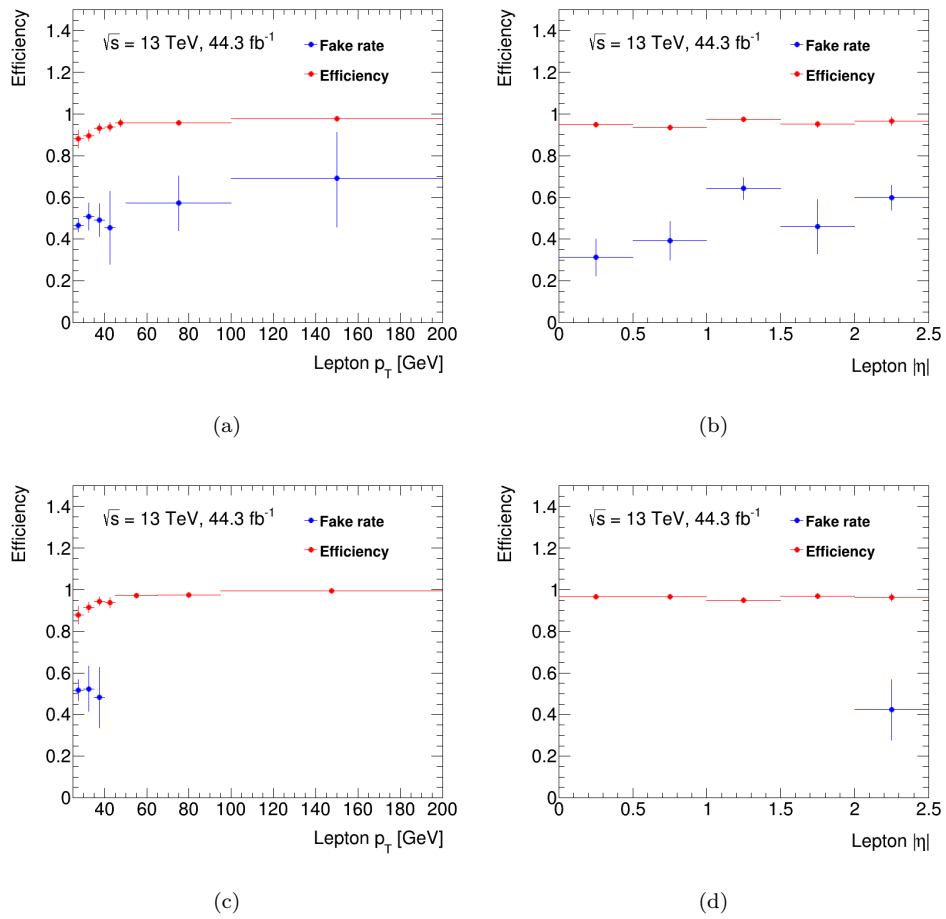 Efficiency
1.4
1.2
1
0.8
0.6
0.4
0.2
0
√s = 13 TeV, 44.3 fb⁻¹
Fake rate
Efficiency
40 60 80 100 120 140 160 180 200
Lepton p_T [GeV]
(a)
Efficiency
1.4
1.2
1
0.8
0.6
0.4
0.2
0
√s = 13 TeV, 44.3 fb⁻¹
Fake rate
Efficiency
0 0.5 1 1.5 2 2.5
Lepton |η|
(b)
Efficiency
1.4
1.2
1
0.8
0.6
0.4
0.2
0
√s = 13 TeV, 44.3 fb⁻¹
Fake rate
Efficiency
40 60 80 100 120 140 160 180 200
Lepton p_T [GeV]
(c)
Efficiency
1.4
1.2
1
0.8
0.6
0.4
0.2
0
√s = 13 TeV, 44.3 fb⁻¹
Fake rate
Efficiency
0 0.5 1 1.5 2 2.5
Lepton |η|
(d)